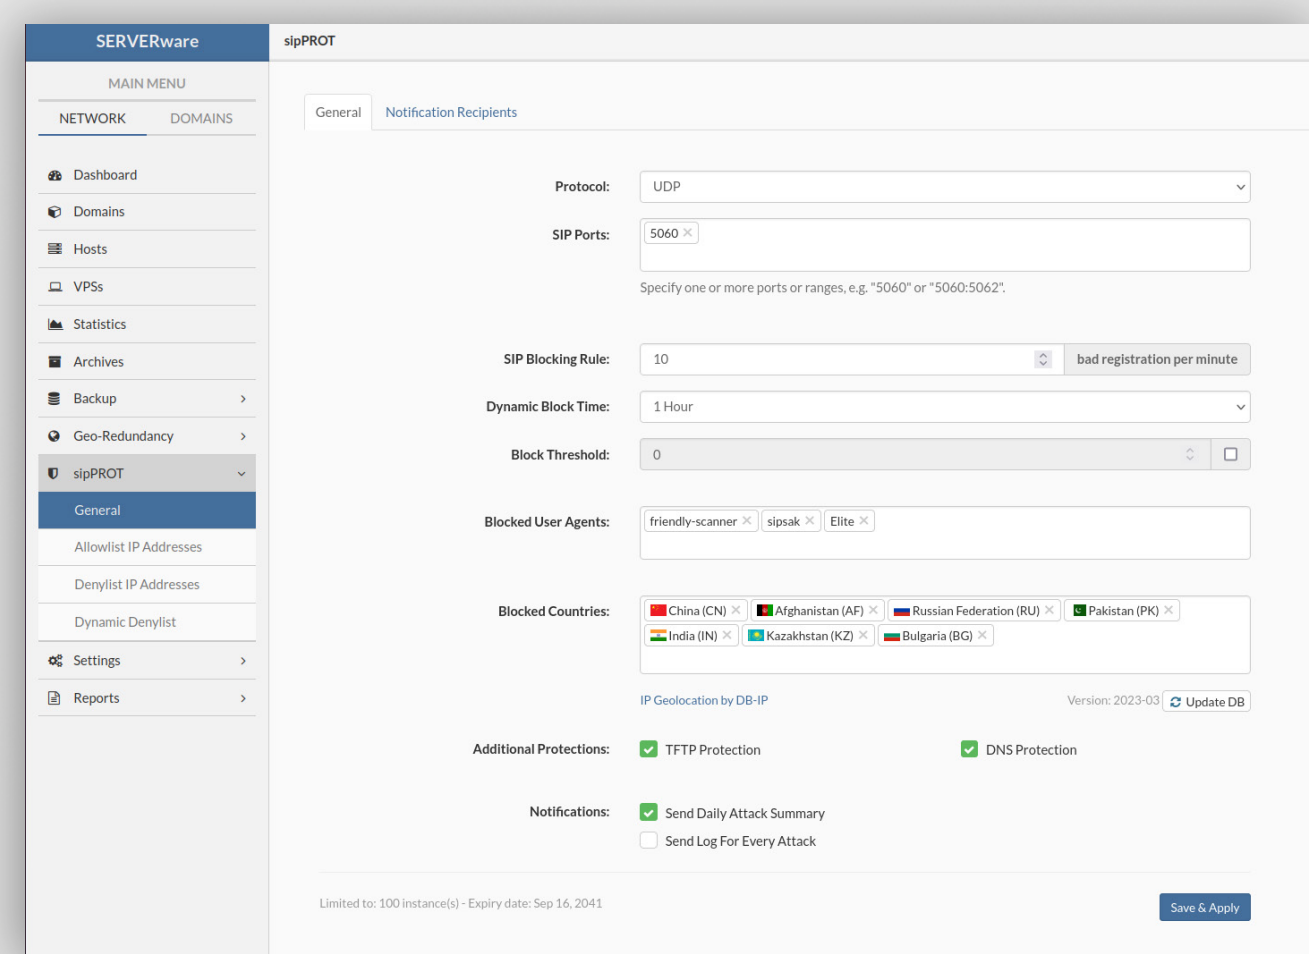 SERVERware
sipPROT
MAIN MENU
NETWORK DOMAINS
Dashboard
Domains
Hosts
VPSs
Statistics
Archives
Backup
Geo-Redundancy
sipPROT
General
Allowlist IP Addresses
Denylist IP Addresses
Dynamic Denylist
Settings
Reports
General Notification Recipients
Protocol: UDP
SIP Ports: 5060
Specify one or more ports or ranges, e.g. "5060" or "5060:5062".
SIP Blocking Rule: 10 bad registration per minute
Dynamic Block Time: 1 Hour
Block Threshold: 0
Blocked User Agents: friendly-scanner sipsak Elite
Blocked Countries: China (CN) Afghanistan (AF) Russian Federation (RU) Pakistan (PK)
India (IN) Kazakhstan (KZ) Bulgaria (BG)
IP Geolocation by DB-IP Version: 2023-03 Update DB
Additional Protections: TFTP Protection DNS Protection
Notifications: Send Daily Attack Summary
Send Log For Every Attack
Limited to: 100 instance(s) - Expiry date: Sep 16, 2041 Save & Apply